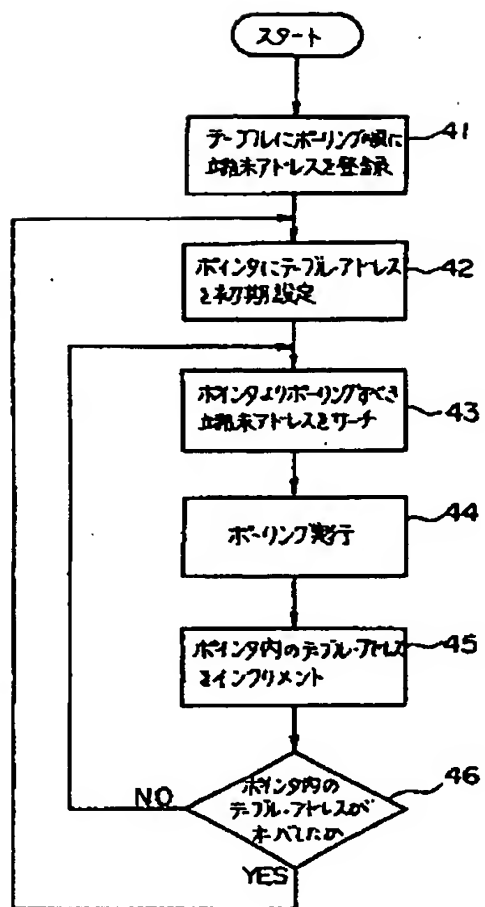 スタート
テーブルにポーリング順に
端末アドレスを登録
41
ポインタにテーブル・アドレス
を初期設定
42
ポインタよりポーリングすべき
端末アドレスをサーチ
43
ポーリング実行
44
ポインタ内のテーブル・アドレス
をインクリメント
45
ポインタ内の
テーブル・アドレスが
オーバしたか
46
NO
YES